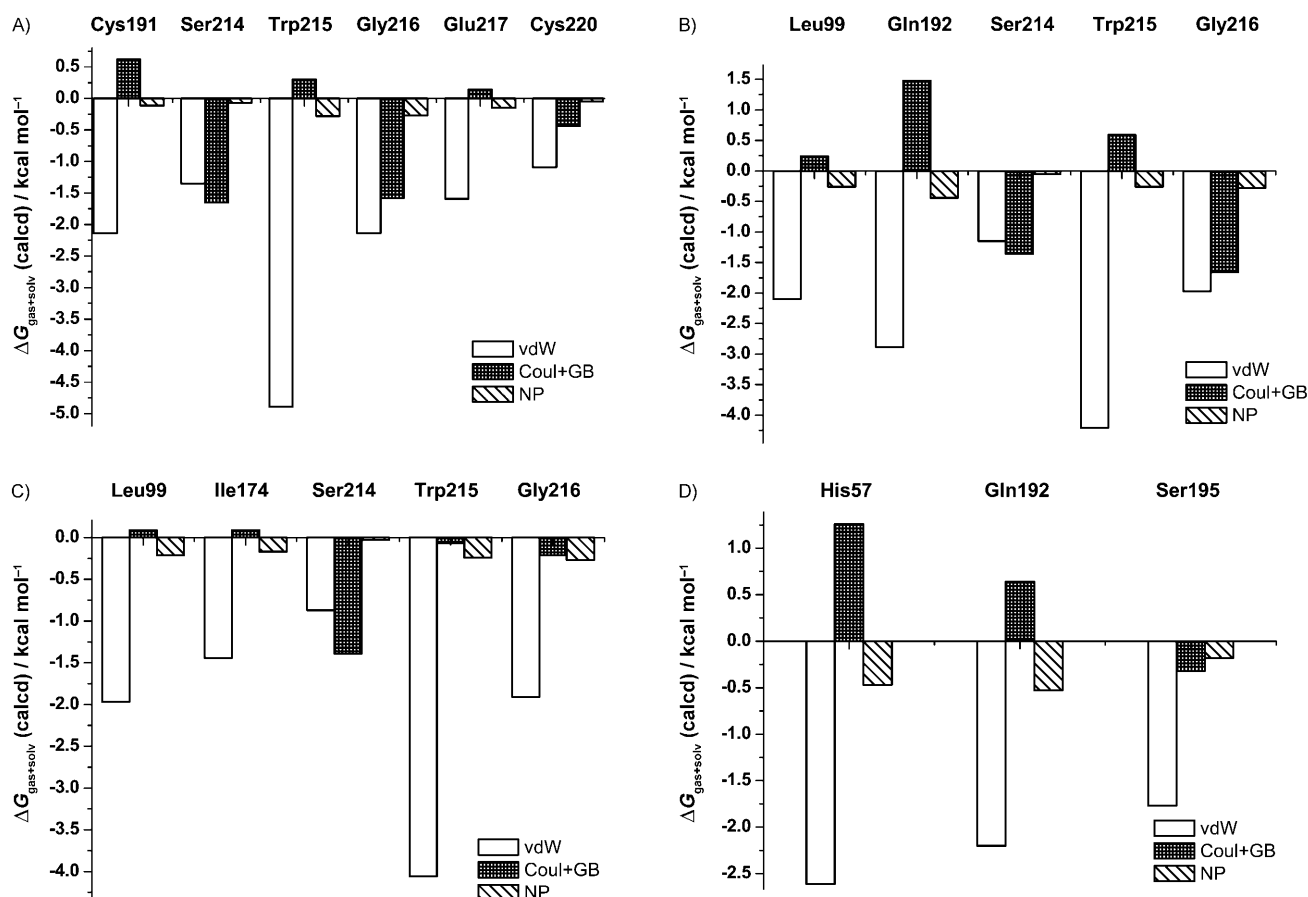 A) Cys191 Ser214 Trp215 Gly216 Glu217 Cys220
0.5
0.0
-0.5
-1.0
-1.5
-2.0
-2.5
-3.0
-3.5
-4.0
-4.5
-5.0
ΔGgas+solv (calcd) / kcal mol−1
vdW
Coul+GB
NP
B) Leu99 Gln192 Ser214 Trp215 Gly216
1.5
1.0
0.5
0.0
-0.5
-1.0
-1.5
-2.0
-2.5
-3.0
-3.5
-4.0
ΔGgas+solv (calcd) / kcal mol−1
vdW
Coul+GB
NP
C) Leu99 Ile174 Ser214 Trp215 Gly216
0.0
-0.5
-1.0
-1.5
-2.0
-2.5
-3.0
-3.5
-4.0
ΔGgas+solv (calcd) / kcal mol−1
vdW
Coul+GB
NP
D) His57 Gln192 Ser195
1.0
0.5
0.0
-0.5
-1.0
-1.5
-2.0
-2.5
ΔGgas+solv (calcd) / kcal mol−1
vdW
Coul+GB
NP